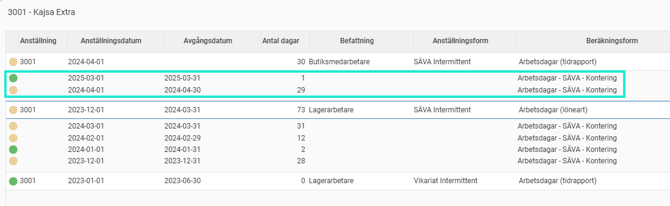 3001 - Kajsa Extra
Anställning Anställningsdatum Avgångsdatum Antal dagar Befattning Anställningsform Beräkningsform
3001 2024-04-01 30 Butiksmedarbetare SÄVA Intermittent Arbetsdagar (tidrapport)
2025-03-01 2025-03-31 1 Arbetsdagar - SÄVA - Kontering
2024-04-01 2024-04-30 29 Arbetsdagar - SÄVA - Kontering
3001 2023-12-01 2024-03-31 73 Lagerarbetare SÄVA Intermittent Arbetsdagar (löneart)
2024-03-01 2024-03-31 31 Arbetsdagar - SÄVA - Kontering
2024-02-01 2024-02-29 12 Arbetsdagar - SÄVA - Kontering
2024-01-01 2024-01-31 2 Arbetsdagar - SÄVA - Kontering
2023-12-01 2023-12-31 28 Arbetsdagar - SÄVA - Kontering
3001 2023-01-01 2023-06-30 0 Lagerarbetare Vikariat Intermittent Arbetsdagar (tidrapport)